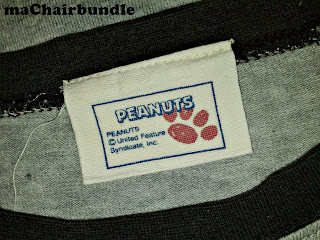 maChairbundle
PEANUTS
PEANUTS
© United Feature
Syndicate, Inc.